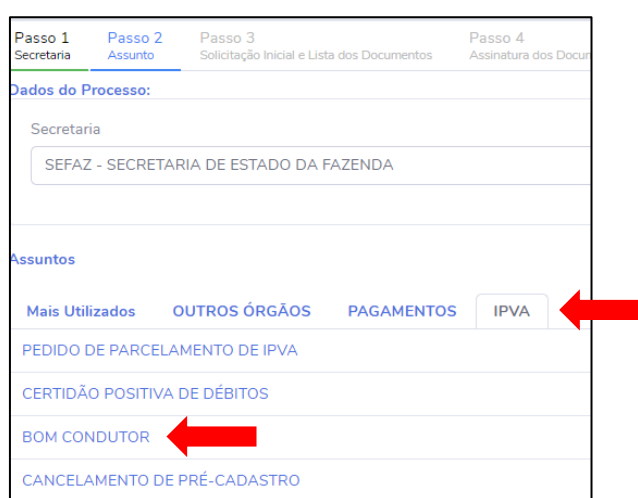 Passo 1 Passo 2 Passo 3 Passo 4
Secretaria Assunto Solicitação Inicial e Lista dos Documentos Assinatura dos
Dados do Processo:
Secretaria
SEFAZ - SECRETARIA DE ESTADO DA FAZENDA
Assuntos
Mais Utilizados OUTROS ÓRGÃOS PAGAMENTOS IPVA
PEDIDO DE PARCELAMENTO DE IPVA
CERTIDÃO POSITIVA DE DÉBITOS
BOM CONDUTOR
CANCELAMENTO DE PRÉ-CADASTRO